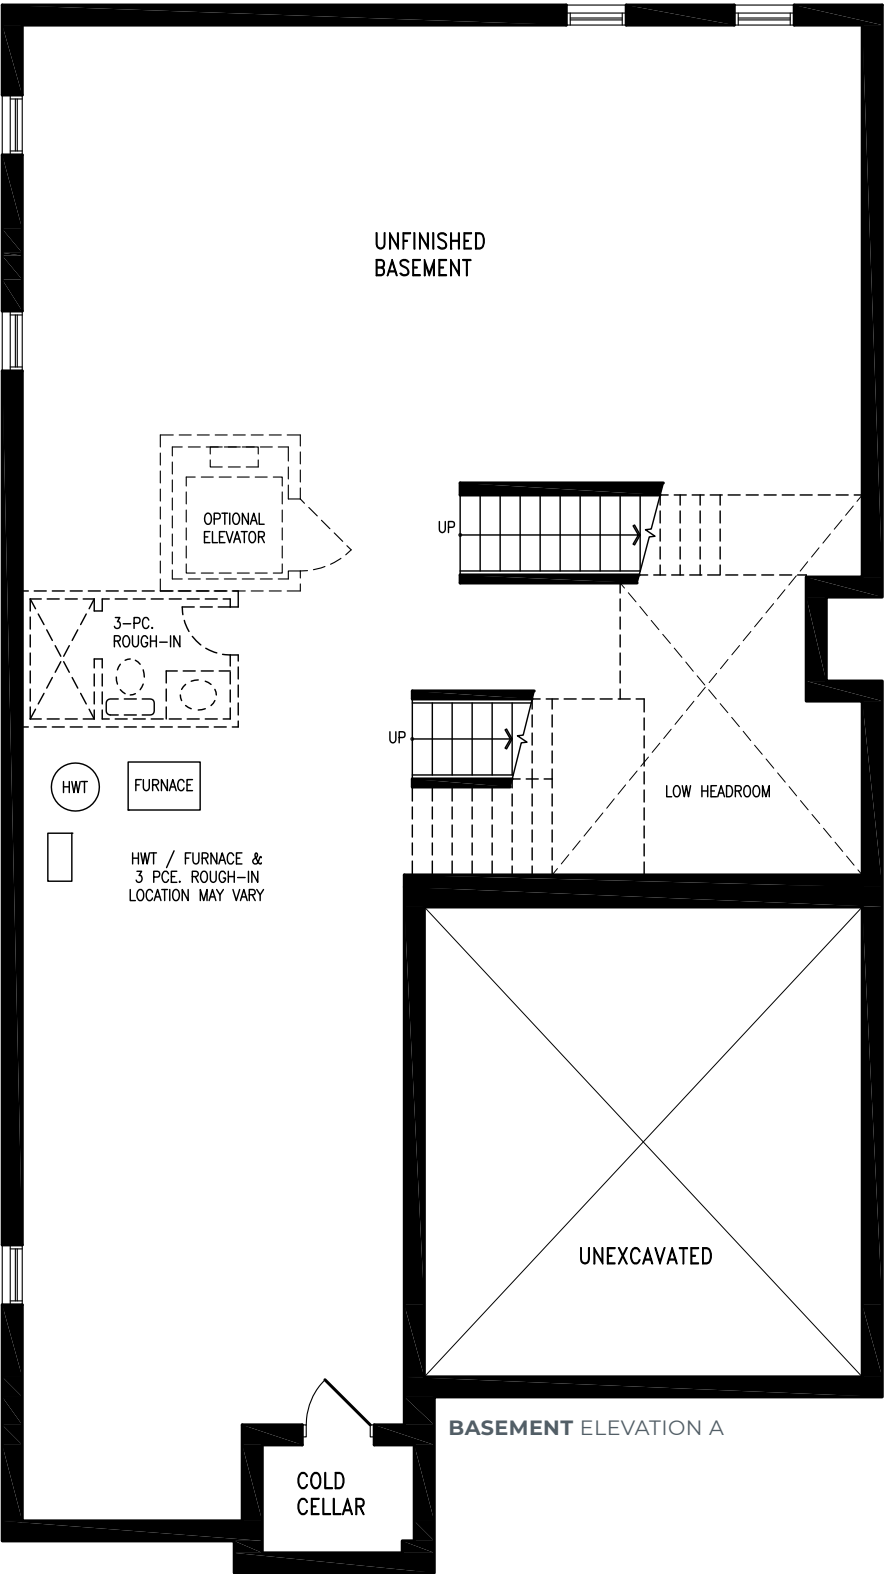 UNFINISHED
BASEMENT
OPTIONAL
ELEVATOR
UP
3-PC.
ROUGH-IN
UP
HWT
FURNACE
LOW HEADROOM
HWT / FURNACE &
3 PCE. ROUGH-IN
LOCATION MAY VARY
UNEXCAVATED
BASEMENT ELEVATION A
COLD
CELLAR